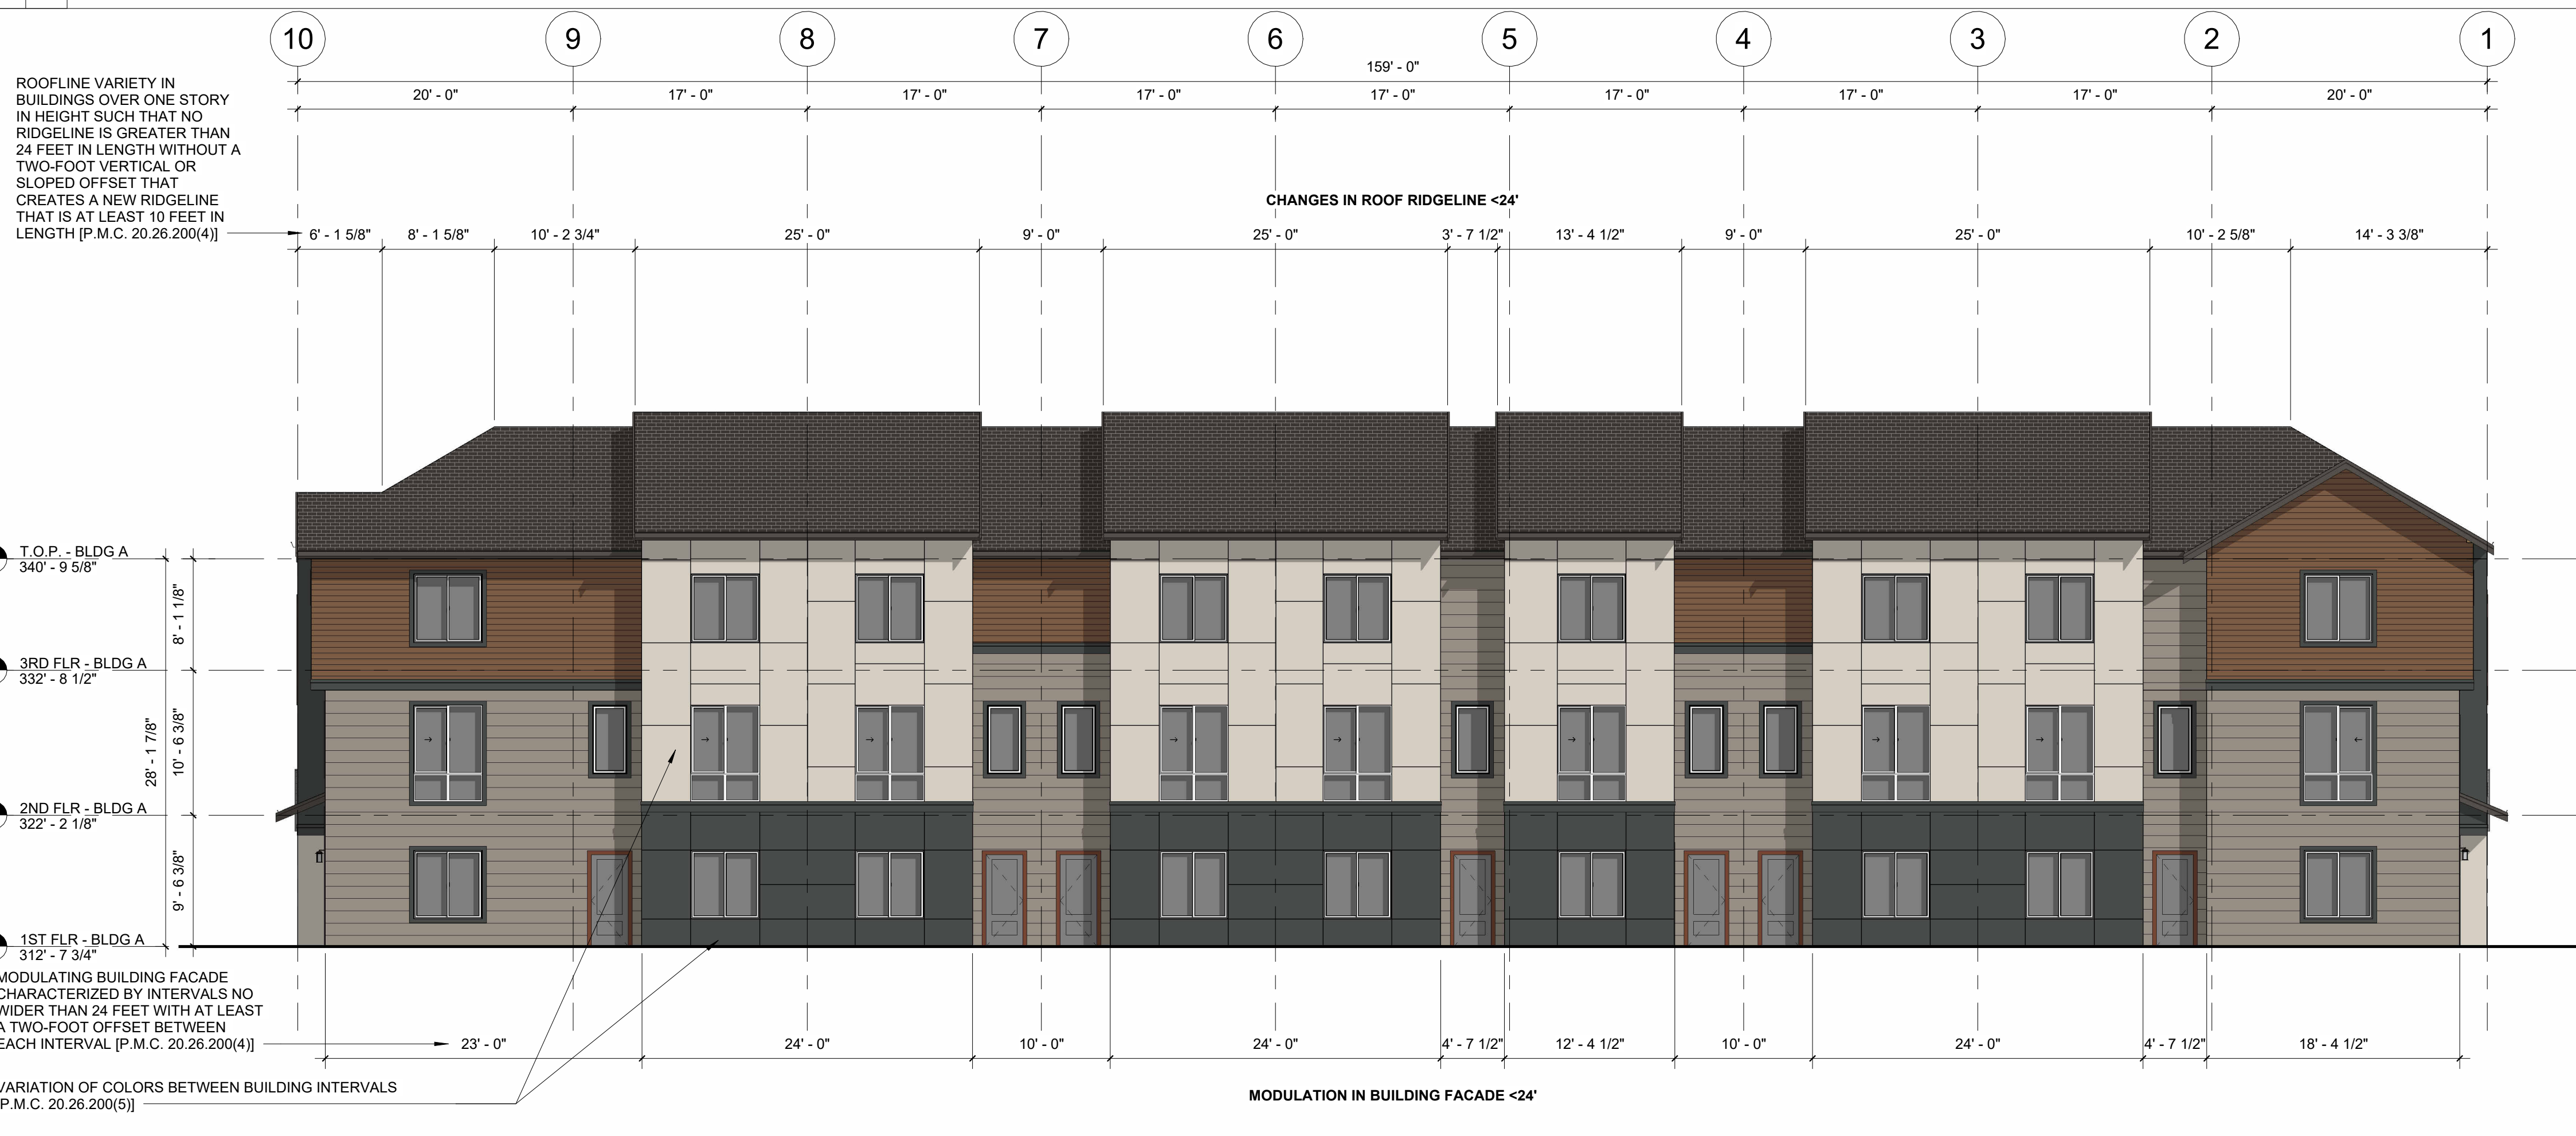 10 9 8 7 6 5 4 3 2 1
159' - 0"
20' - 0" 17' - 0" 17' - 0" 17' - 0" 17' - 0" 17' - 0" 17' - 0" 17' - 0" 20' - 0"
ROOFLINE VARIETY IN
BUILDINGS OVER ONE STORY
IN HEIGHT SUCH THAT NO
RIDGELINE IS GREATER THAN
24 FEET IN LENGTH WITHOUT A
TWO-FOOT VERTICAL OR
SLOPED OFFSET THAT
CREATES A NEW RIDGELINE
THAT IS AT LEAST 10 FEET IN
LENGTH [P.M.C. 20.26.200(4)]
CHANGES IN ROOF RIDGELINE <24'
6' - 1 5/8" 8' - 1 5/8" 10' - 2 3/4" 25' - 0" 9' - 0" 25' - 0" 3' - 7 1/2" 13' - 4 1/2" 9' - 0" 25' - 0" 10' - 2 5/8" 14' - 3 3/8"
T.O.P. - BLDG A
340' - 9 5/8"
8' - 1 1/8"
3RD FLR - BLDG A
332' - 8 1/2"
28' - 1 7/8"
10' - 6 3/8"
2ND FLR - BLDG A
322' - 2 1/8"
9' - 6 3/8"
1ST FLR - BLDG A
312' - 7 3/4"
MODULATING BUILDING FACADE
CHARACTERIZED BY INTERVALS NO
WIDER THAN 24 FEET WITH AT LEAST
A TWO-FOOT OFFSET BETWEEN
EACH INTERVAL [P.M.C. 20.26.200(4)]
23' - 0" 24' - 0" 10' - 0" 24' - 0" 4' - 7 1/2" 12' - 4 1/2" 10' - 0" 24' - 0" 4' - 7 1/2" 18' - 4 1/2"
VARIATION OF COLORS BETWEEN BUILDING INTERVALS
[P.M.C. 20.26.200(5)]
MODULATION IN BUILDING FACADE <24'